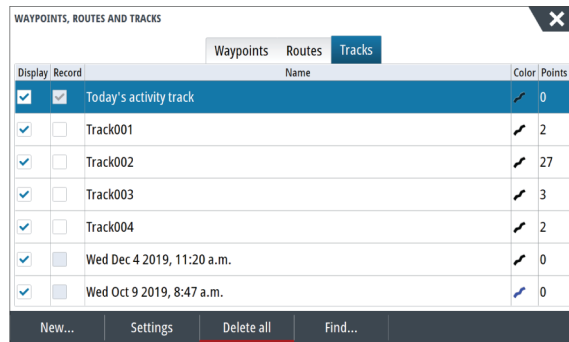 WAYPOINTS, ROUTES AND TRACKS
Waypoints Routes Tracks
Display Record Name Color Points
Today's activity track 0
Track001 2
Track002 27
Track003 3
Track004 2
Wed Dec 4 2019, 11:20 a.m. 0
Wed Oct 9 2019, 8:47 a.m. 0
New... Settings Delete all Find...